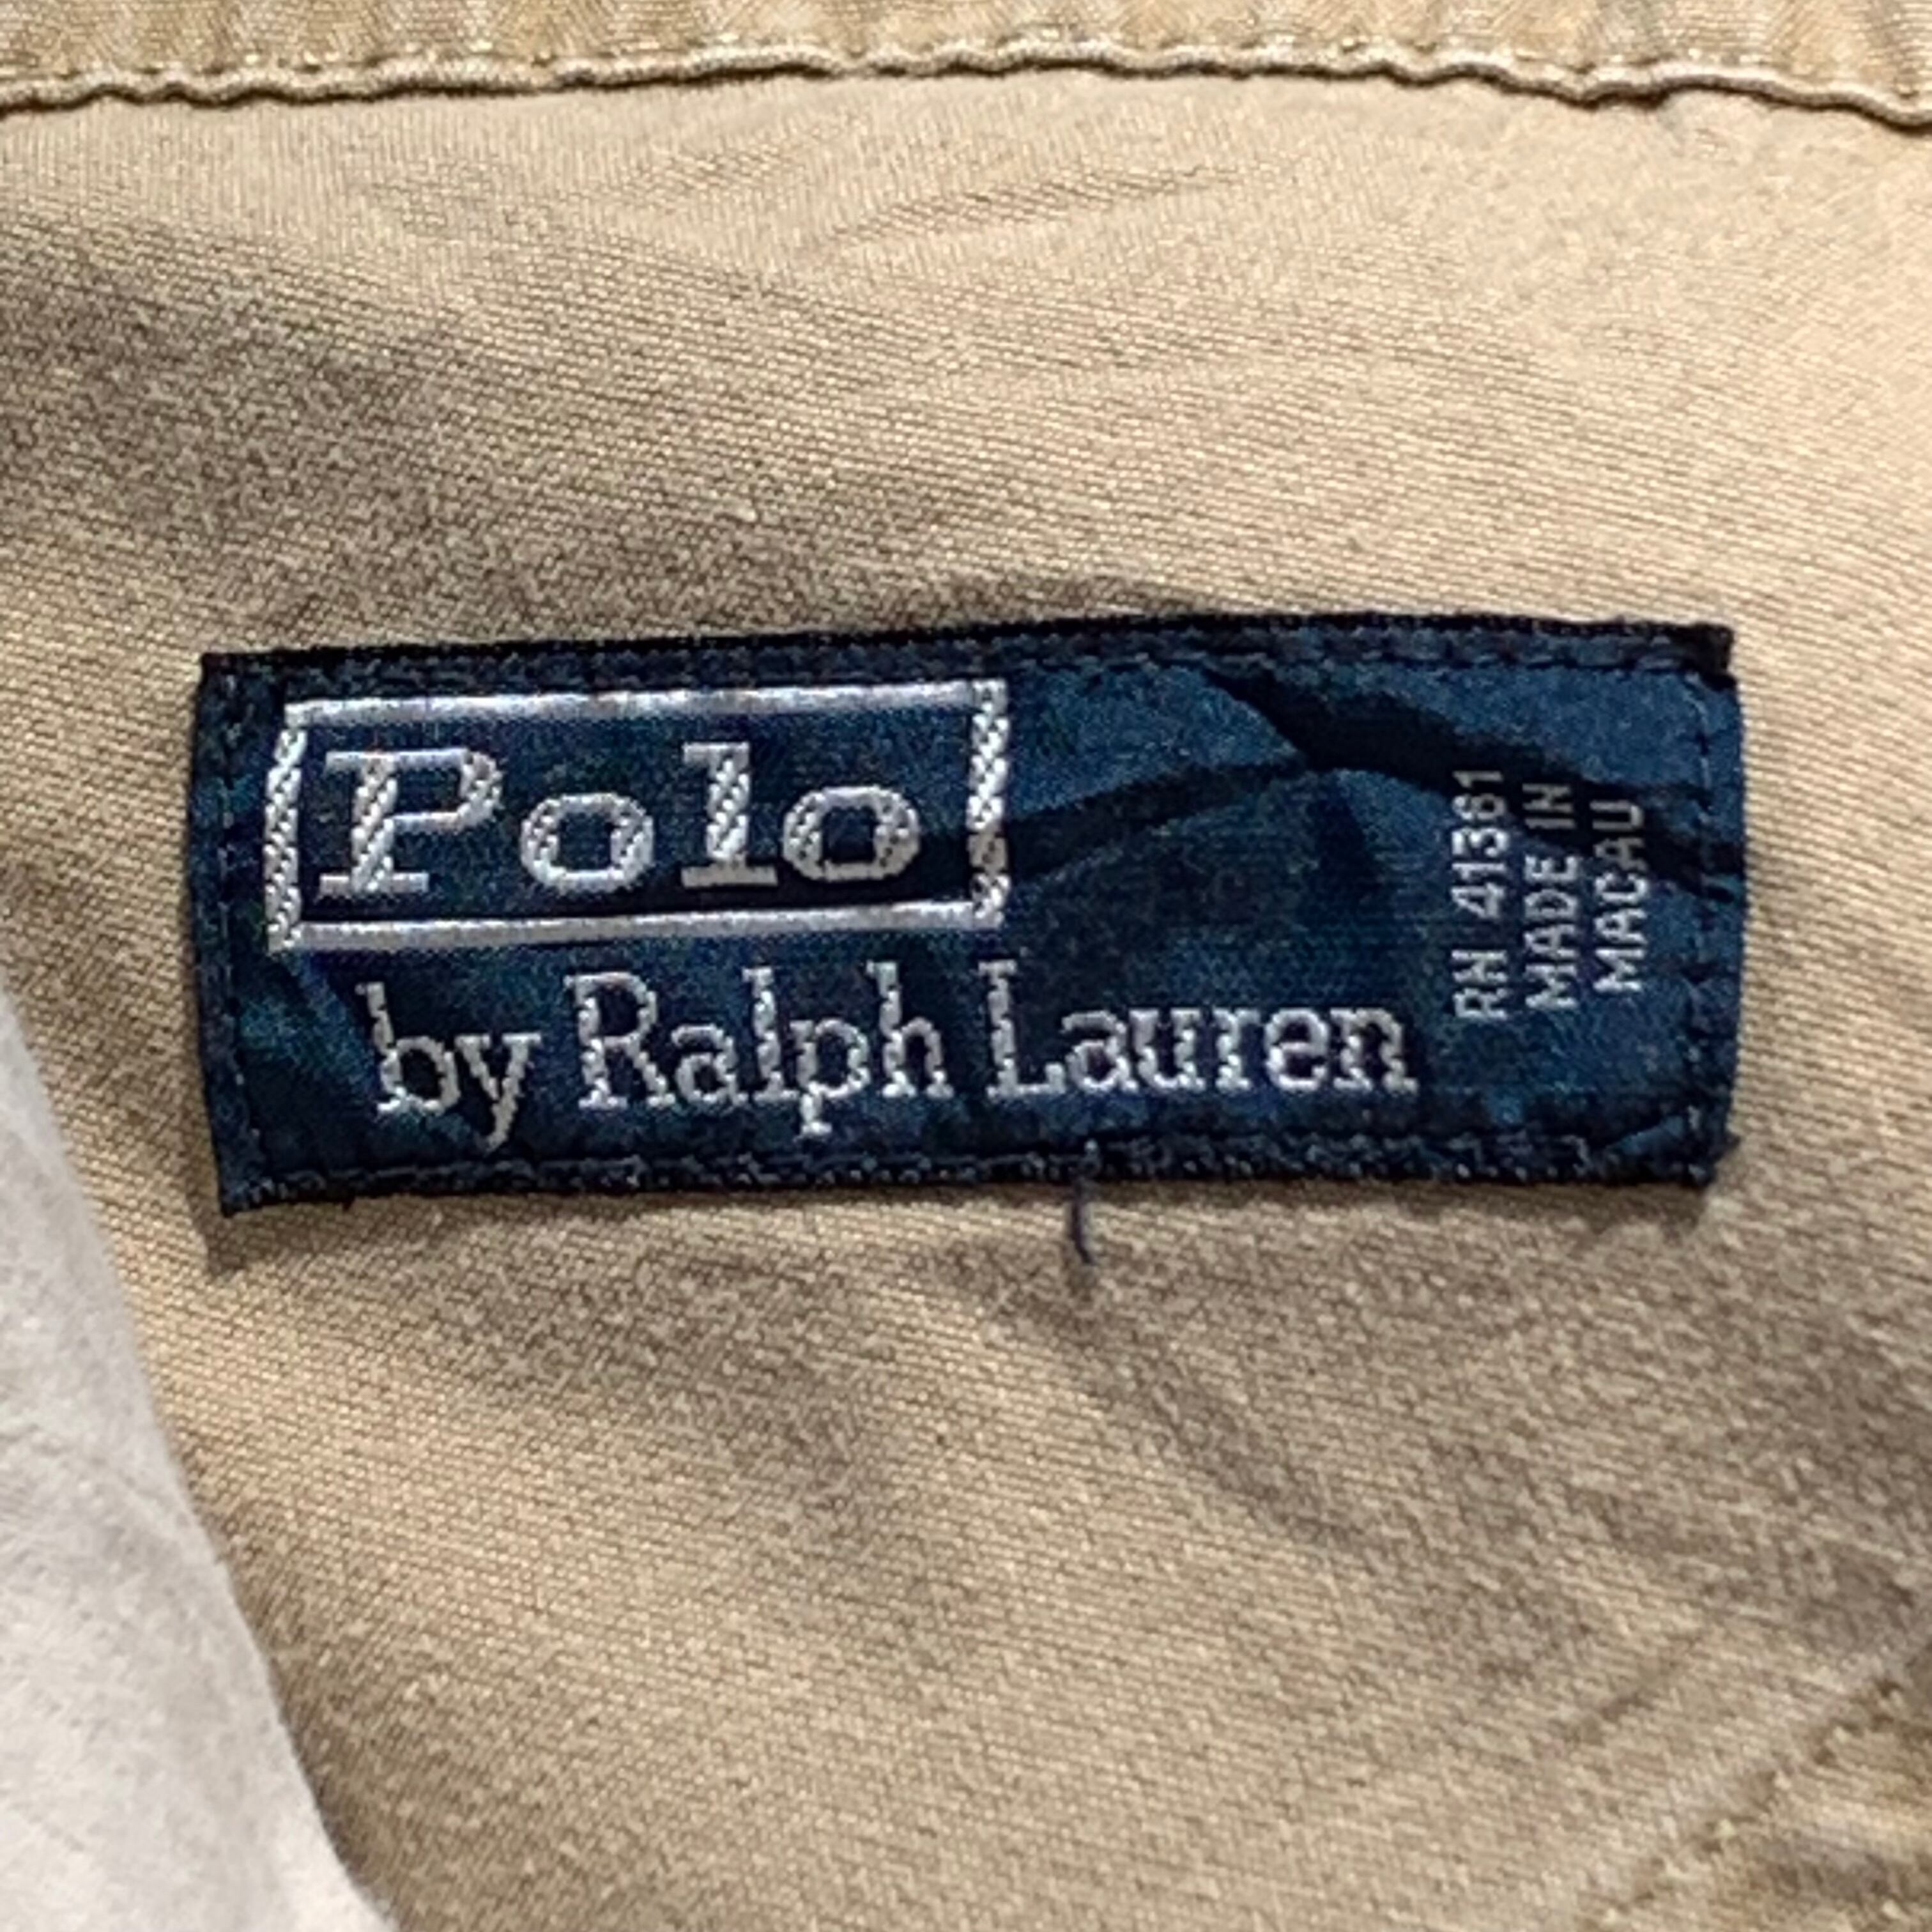 Polo
by Ralph Lauren
RN 41381
MADE IN
MACAU